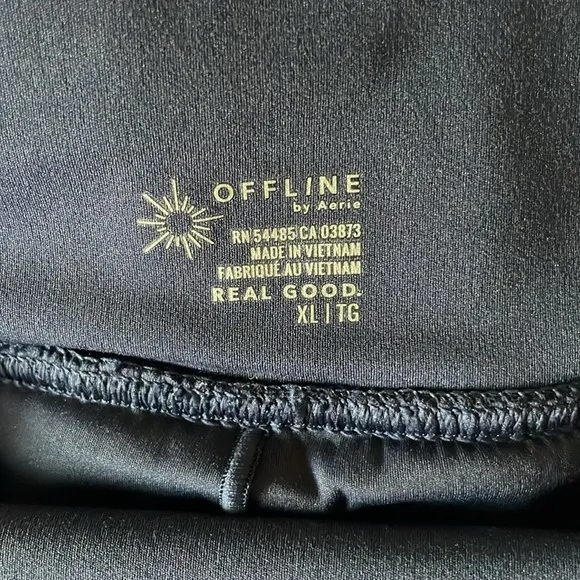 OFFLINE
by Aerie
RN 54485 CA 03873
MADE IN VIETNAM
FABRIQUÉ AU VIETNAM
REAL GOOD.
XL | TG